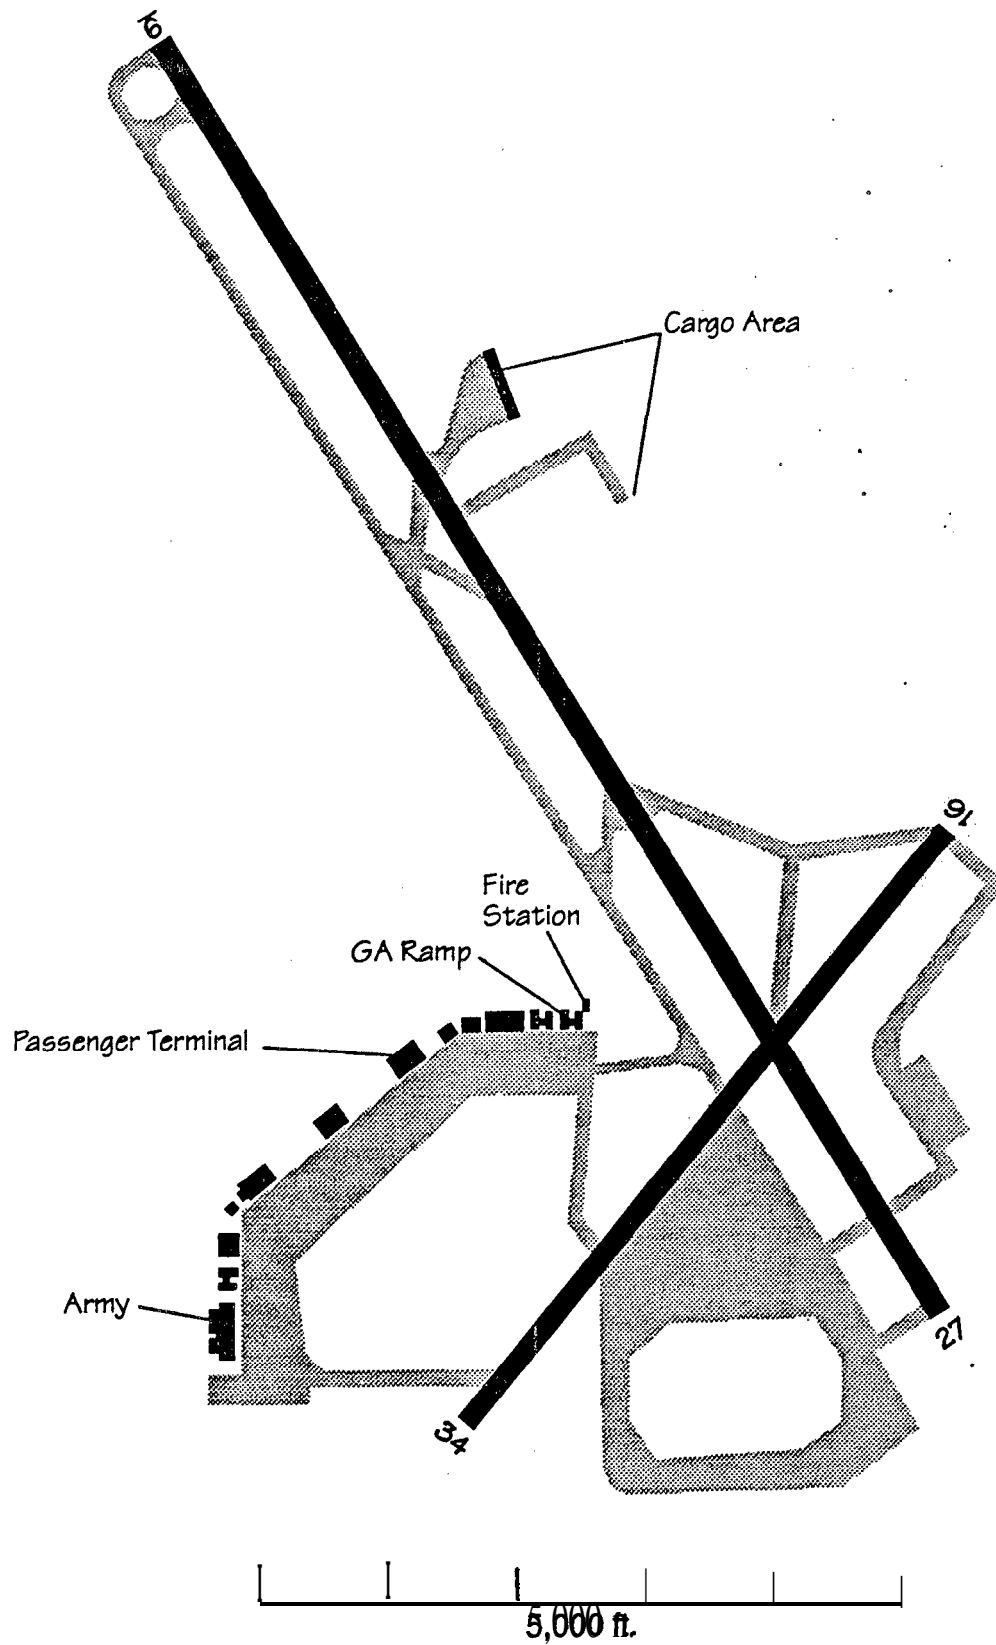 9
Cargo Area
16
Fire
Station
GA Ramp
Passenger Terminal
Army
27
34
5,000 ft.